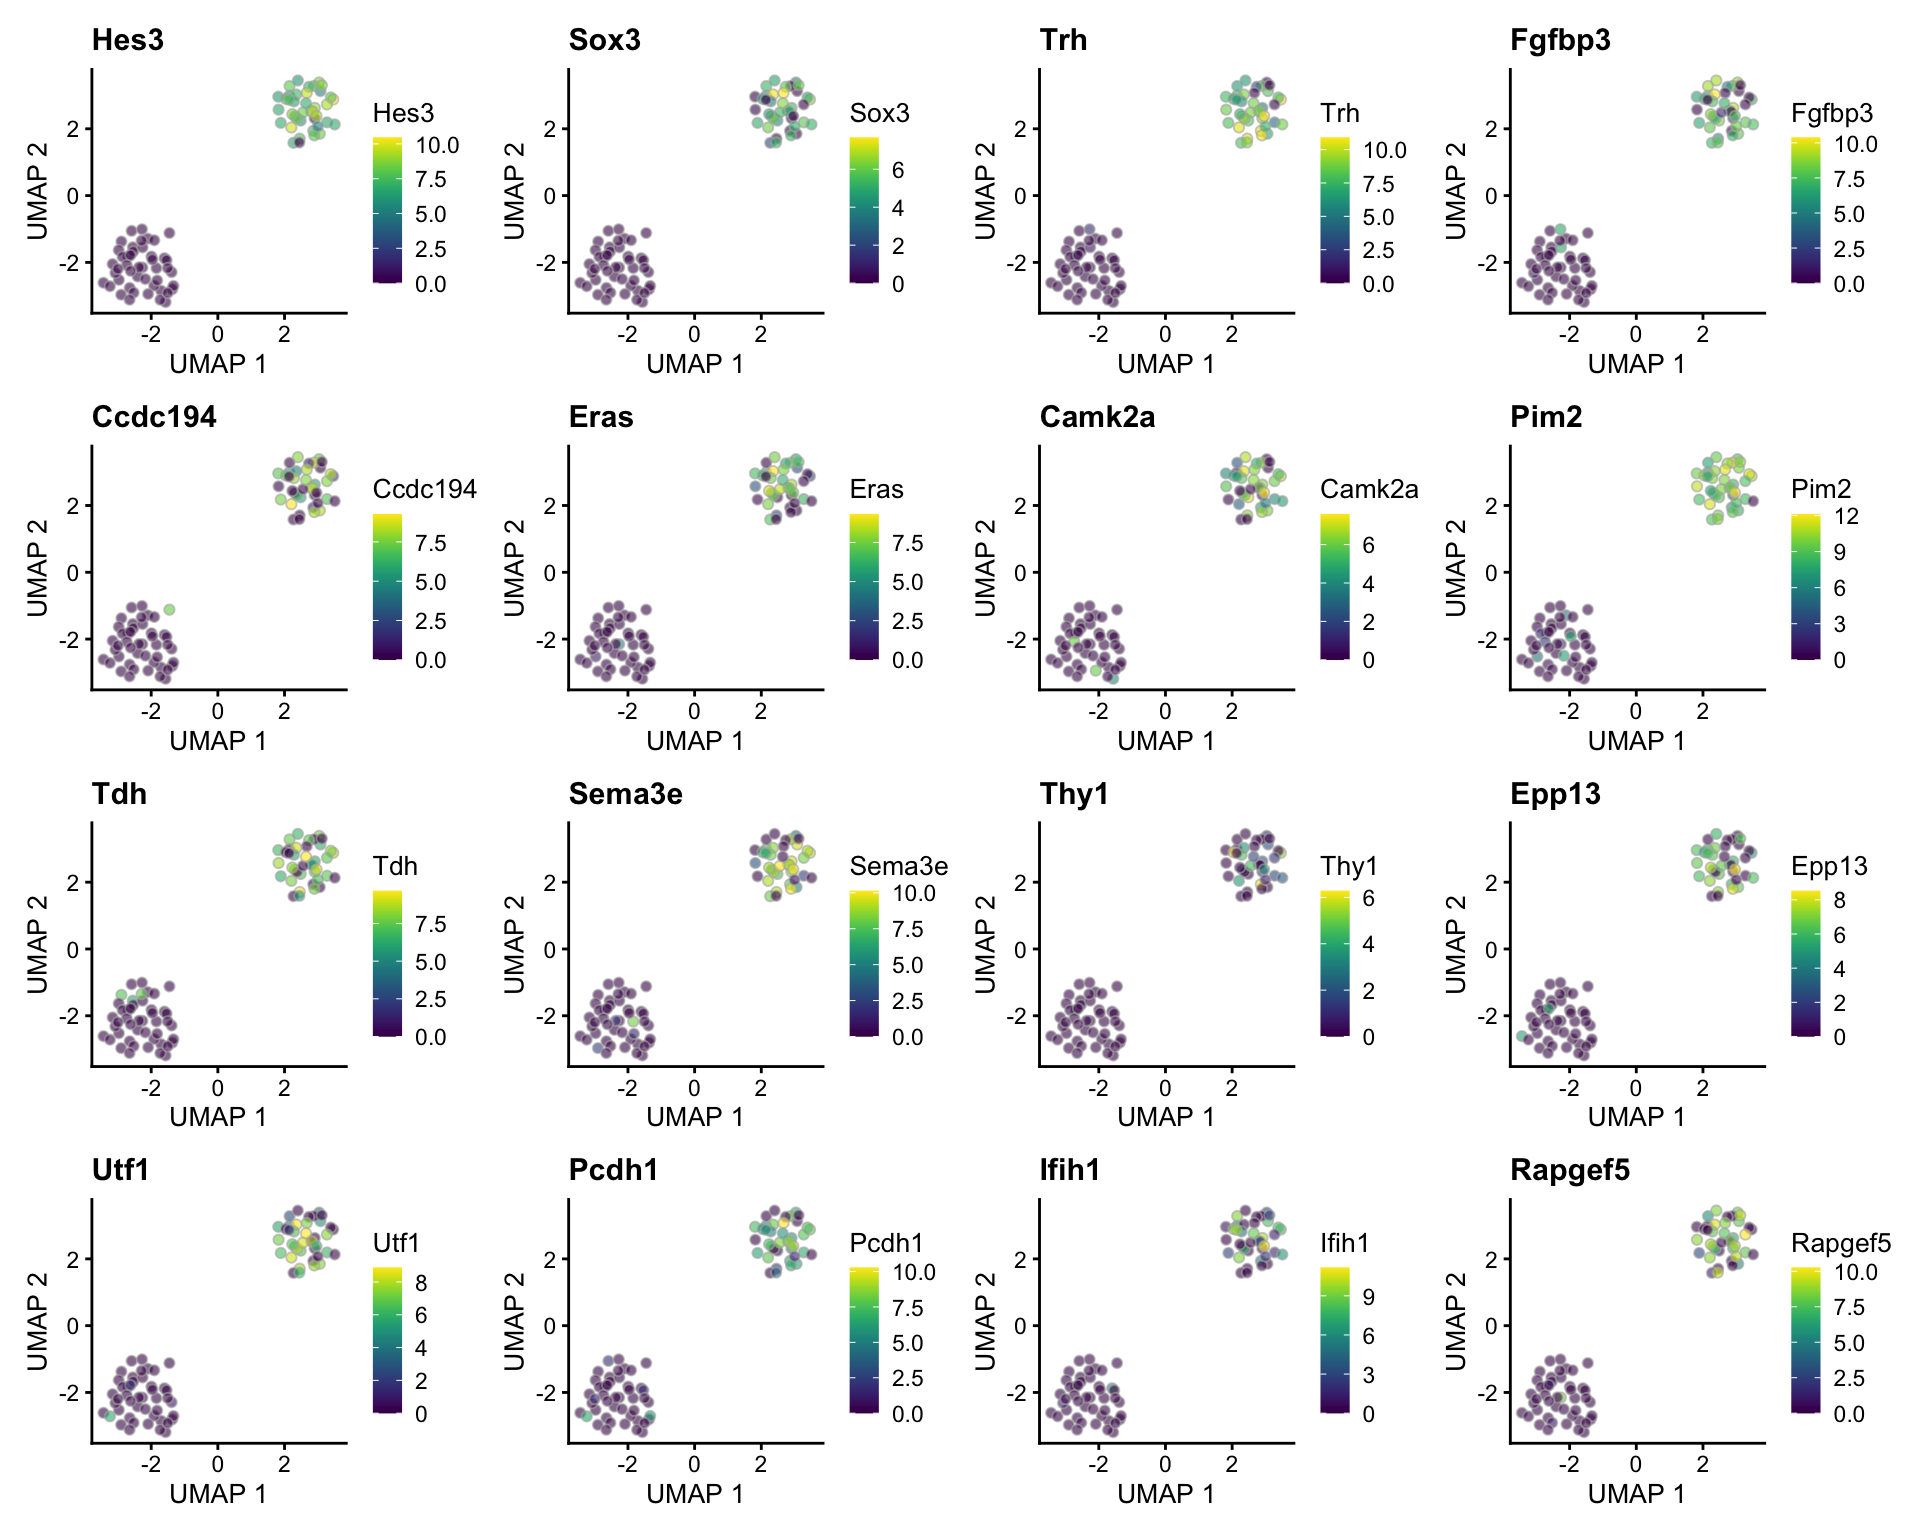 Hes3 Sox3 Trh Fgfbp3
Hes3 Sox3 Trh Fgfbp3
UMAP 2 UMAP 2 UMAP 2 UMAP 2
2 0 -2 2 0 -2 2 0 -2 2 0 -2
10.0 7.5 5.0 2.5 0.0 6 4 2 0 10.0 7.5 5.0 2.5 0.0 10.0 7.5 5.0 2.5 0.0
-2 0 2 -2 0 2 -2 0 2 -2 0 2
UMAP 1 UMAP 1 UMAP 1 UMAP 1
Ccdc194 Eras Camk2a Pim2
Ccdc194 Eras Camk2a Pim2
UMAP 2 UMAP 2 UMAP 2 UMAP 2
2 0 -2 2 0 -2 2 0 -2 2 0 -2
7.5 5.0 2.5 0.0 7.5 5.0 2.5 0.0 6 4 2 0 12 9 6 3 0
-2 0 2 -2 0 2 -2 0 2 -2 0 2
UMAP 1 UMAP 1 UMAP 1 UMAP 1
Tdh Sema3e Thy1 Epp13
Tdh Sema3e Thy1 Epp13
UMAP 2 UMAP 2 UMAP 2 UMAP 2
2 0 -2 2 0 -2 2 0 -2 2 0 -2
7.5 5.0 2.5 0.0 10.0 7.5 5.0 2.5 0.0 6 4 2 0 8 6 4 2 0
-2 0 2 -2 0 2 -2 0 2 -2 0 2
UMAP 1 UMAP 1 UMAP 1 UMAP 1
Utf1 Pcdh1 Ifih1 Rapgef5
Utf1 Pcdh1 Ifih1 Rapgef5
UMAP 2 UMAP 2 UMAP 2 UMAP 2
2 0 -2 2 0 -2 2 0 -2 2 0 -2
8 6 4 2 0 10.0 7.5 5.0 2.5 0.0 9 6 3 0 10.0 7.5 5.0 2.5 0.0
-2 0 2 -2 0 2 -2 0 2 -2 0 2
UMAP 1 UMAP 1 UMAP 1 UMAP 1